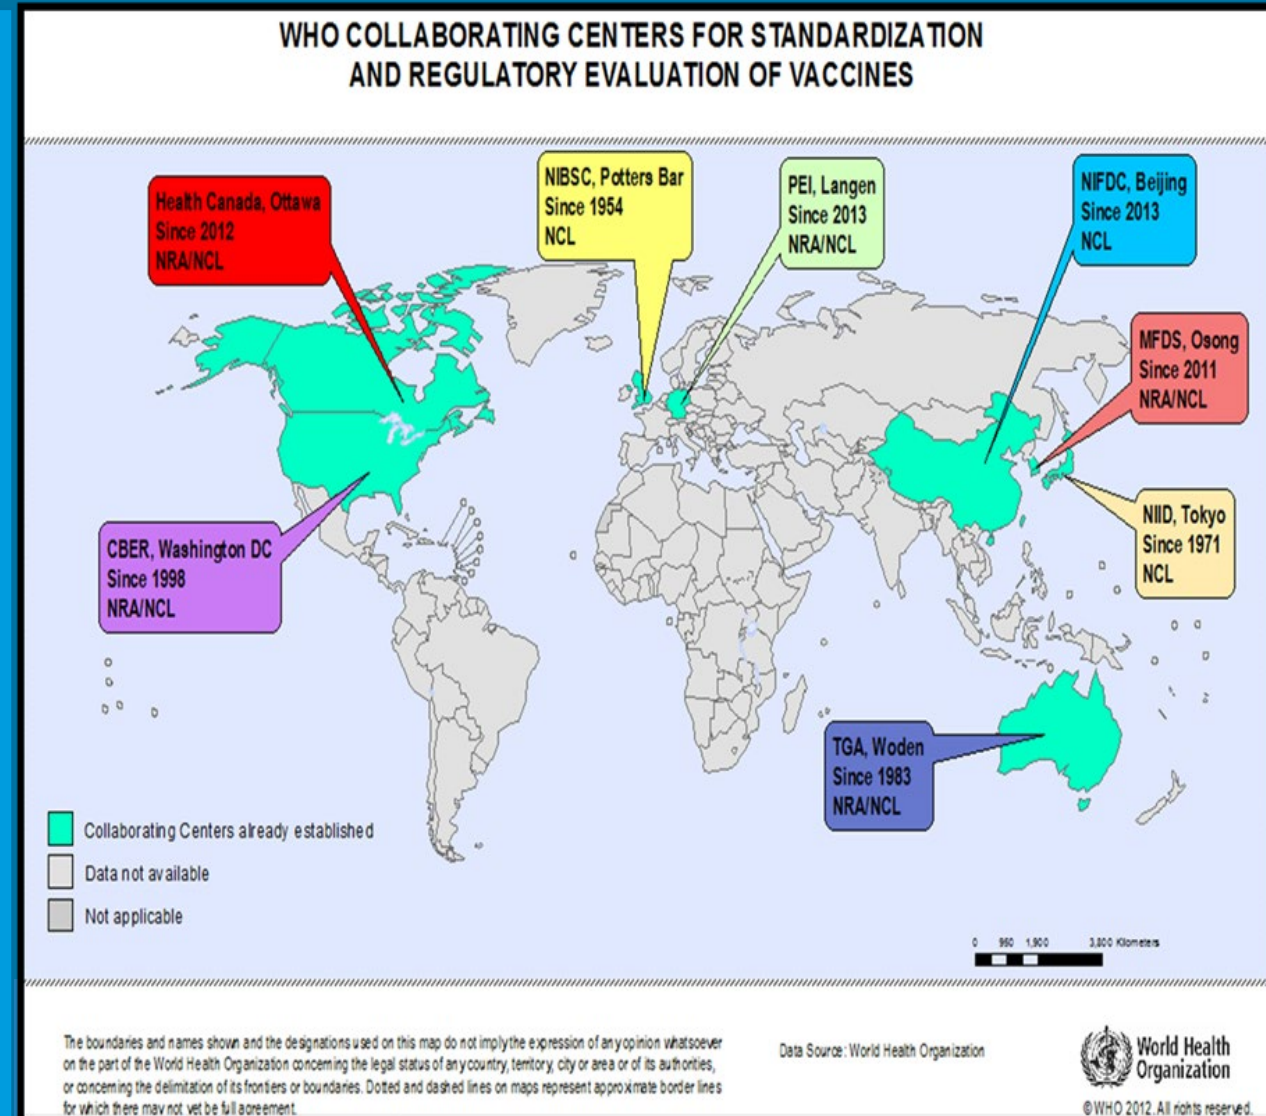 WHO COLLABORATING CENTERS FOR STANDARDIZATION
AND REGULATORY EVALUATION OF VACCINES
Health Canada, Ottawa
Since 2012
NRA/NCL
NIBSC, Potters Bar
Since 1954
NCL
PEI, Langen
Since 2013
NRA/NCL
NIFDC, Beijing
Since 2013
NCL
MFDS, Osong
Since 2011
NRA/NCL
CBER, Washington DC
Since 1998
NRA/NCL
NIID, Tokyo
Since 1971
NCL
TGA, Woden
Since 1983
NRA/NCL
Collaborating Centers already established
Data not available
Not applicable
0 950 1,900 3,800 Kilometers
The boundaries and names shown and the designations used on this map do not imply the expression of any opinion whatsoever
on the part of the World Health Organization concerning the legal status of any country, territory, city or area or of its authorities,
or concerning the delimitation of its frontiers or boundaries. Dotted and dashed lines on maps represent approximate border lines
for which there may not yet be full agreement.
Data Source: World Health Organization
World Health
Organization
© WHO 2012. All rights reserved.